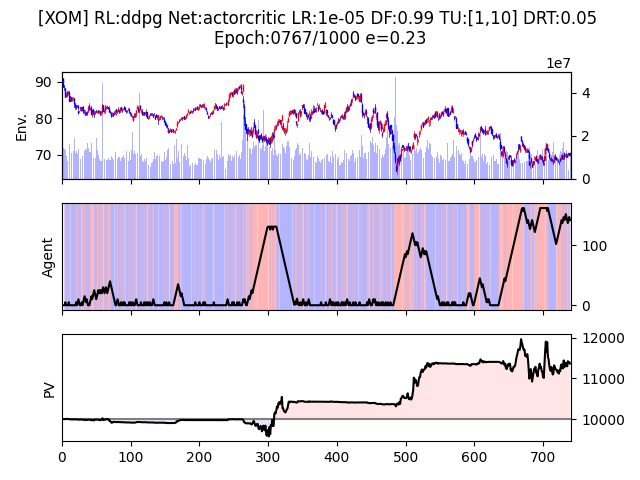 [XOM] RL:ddpg Net:actorcritic LR:1e-05 DF:0.99 TU:[1,10] DRT:0.05
Epoch:0767/1000 e=0.23
1e7
90
80
70
Env.
4
2
0
Agent
100
0
PV
12000
11000
10000
0 100 200 300 400 500 600 700